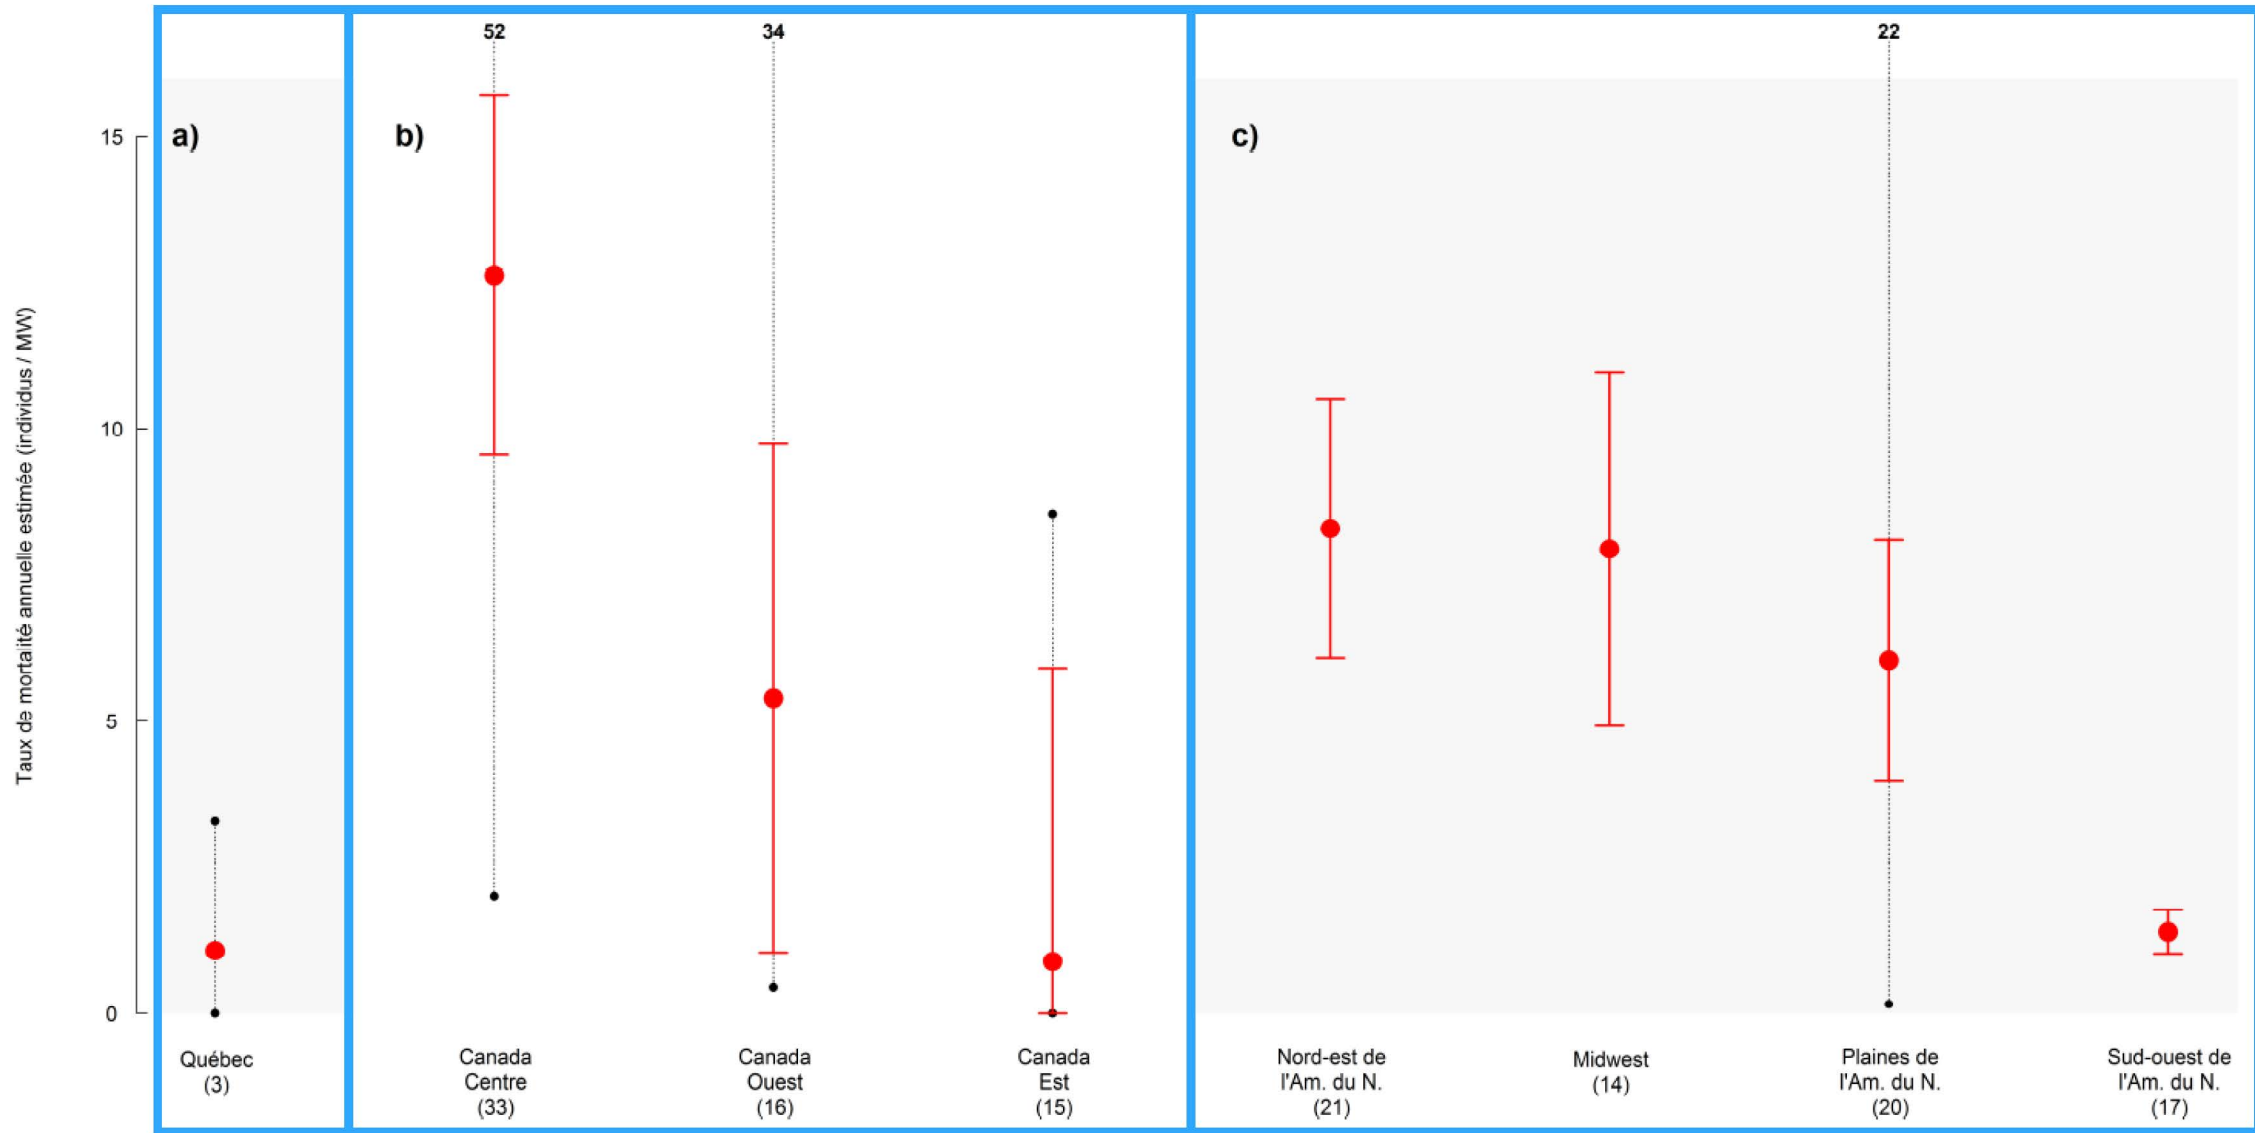 52
34
22
a)
b)
c)
15
10
5
0
Taux de mortalité annuelle estimée (individus / MW)
Québec
(3)
Canada
Centre
(33)
Canada
Ouest
(16)
Canada
Est
(15)
Nord-est de
l'Am. du N.
(21)
Midwest
(14)
Plaines de
l'Am. du N.
(20)
Sud-ouest de
l'Am. du N.
(17)